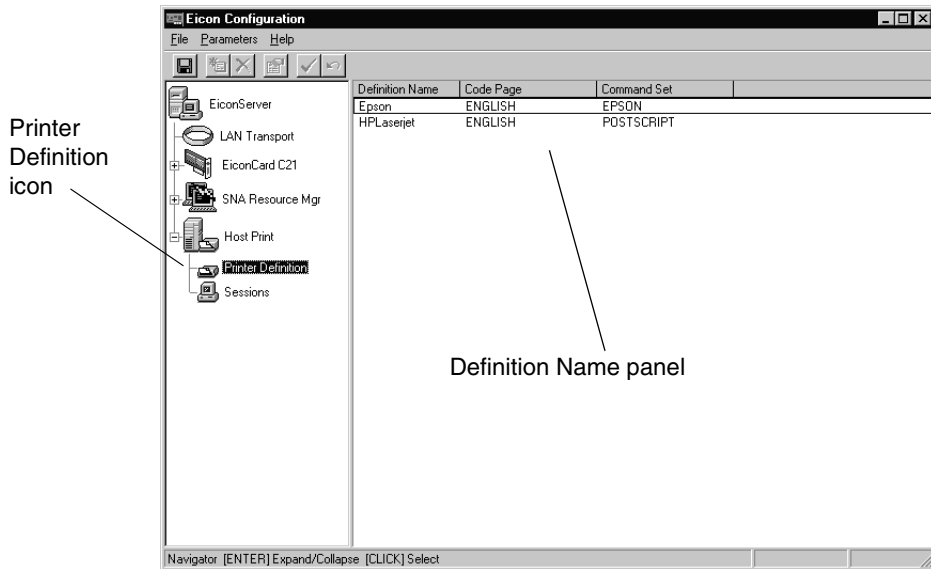 Eicon Configuration
File Parameters Help
Definition Name Code Page Command Set
Epson ENGLISH EPSON
HPLaserjet ENGLISH POSTSCRIPT
EiconServer
LAN Transport
EiconCard C21
SNA Resource Mgr
Host Print
Printer Definition
Sessions
Printer
Definition
icon
Definition Name panel
Navigator [ENTER] Expand/Collapse [CLICK] Select